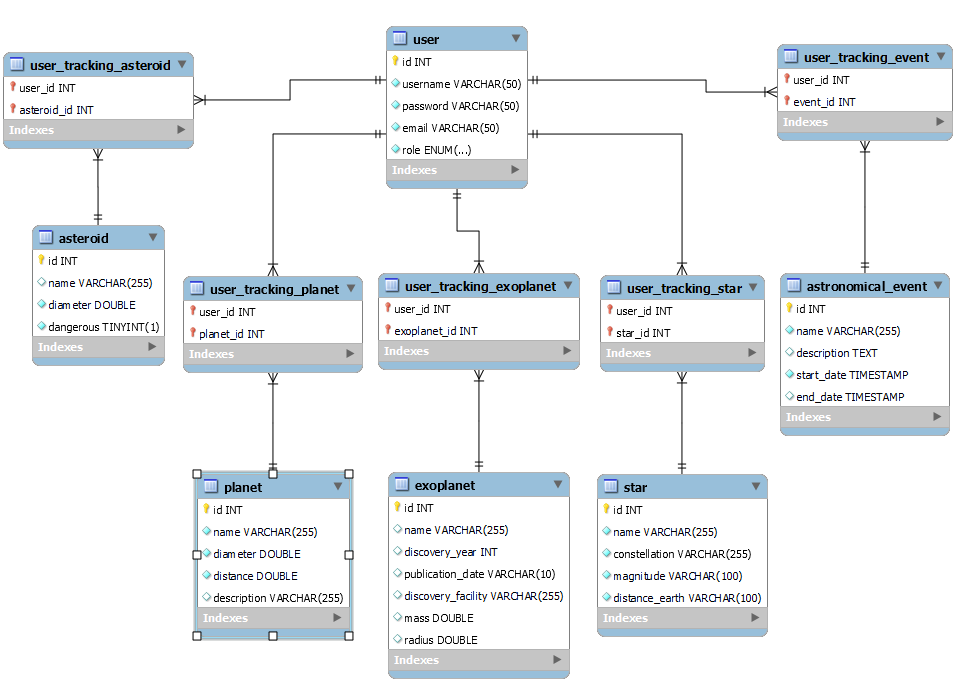 user
id INT
username VARCHAR(50)
password VARCHAR(50)
email VARCHAR(50)
role ENUM(...)
Indexes
user_tracking_asteroid
user_id INT
asteroid_id INT
Indexes
user_tracking_event
user_id INT
event_id INT
Indexes
asteroid
id INT
name VARCHAR(255)
diameter DOUBLE
dangerous TINYINT(1)
Indexes
user_tracking_planet
user_id INT
planet_id INT
Indexes
user_tracking_exoplanet
user_id INT
exoplanet_id INT
Indexes
user_tracking_star
user_id INT
star_id INT
Indexes
astronomical_event
id INT
name VARCHAR(255)
description TEXT
start_date TIMESTAMP
end_date TIMESTAMP
Indexes
planet
id INT
name VARCHAR(255)
diameter DOUBLE
distance DOUBLE
description VARCHAR(255)
Indexes
exoplanet
id INT
name VARCHAR(255)
discovery_year INT
publication_date VARCHAR(10)
discovery_facility VARCHAR(255)
mass DOUBLE
radius DOUBLE
Indexes
star
id INT
name VARCHAR(255)
constellation VARCHAR(255)
magnitude VARCHAR(100)
distance_earth VARCHAR(100)
Indexes